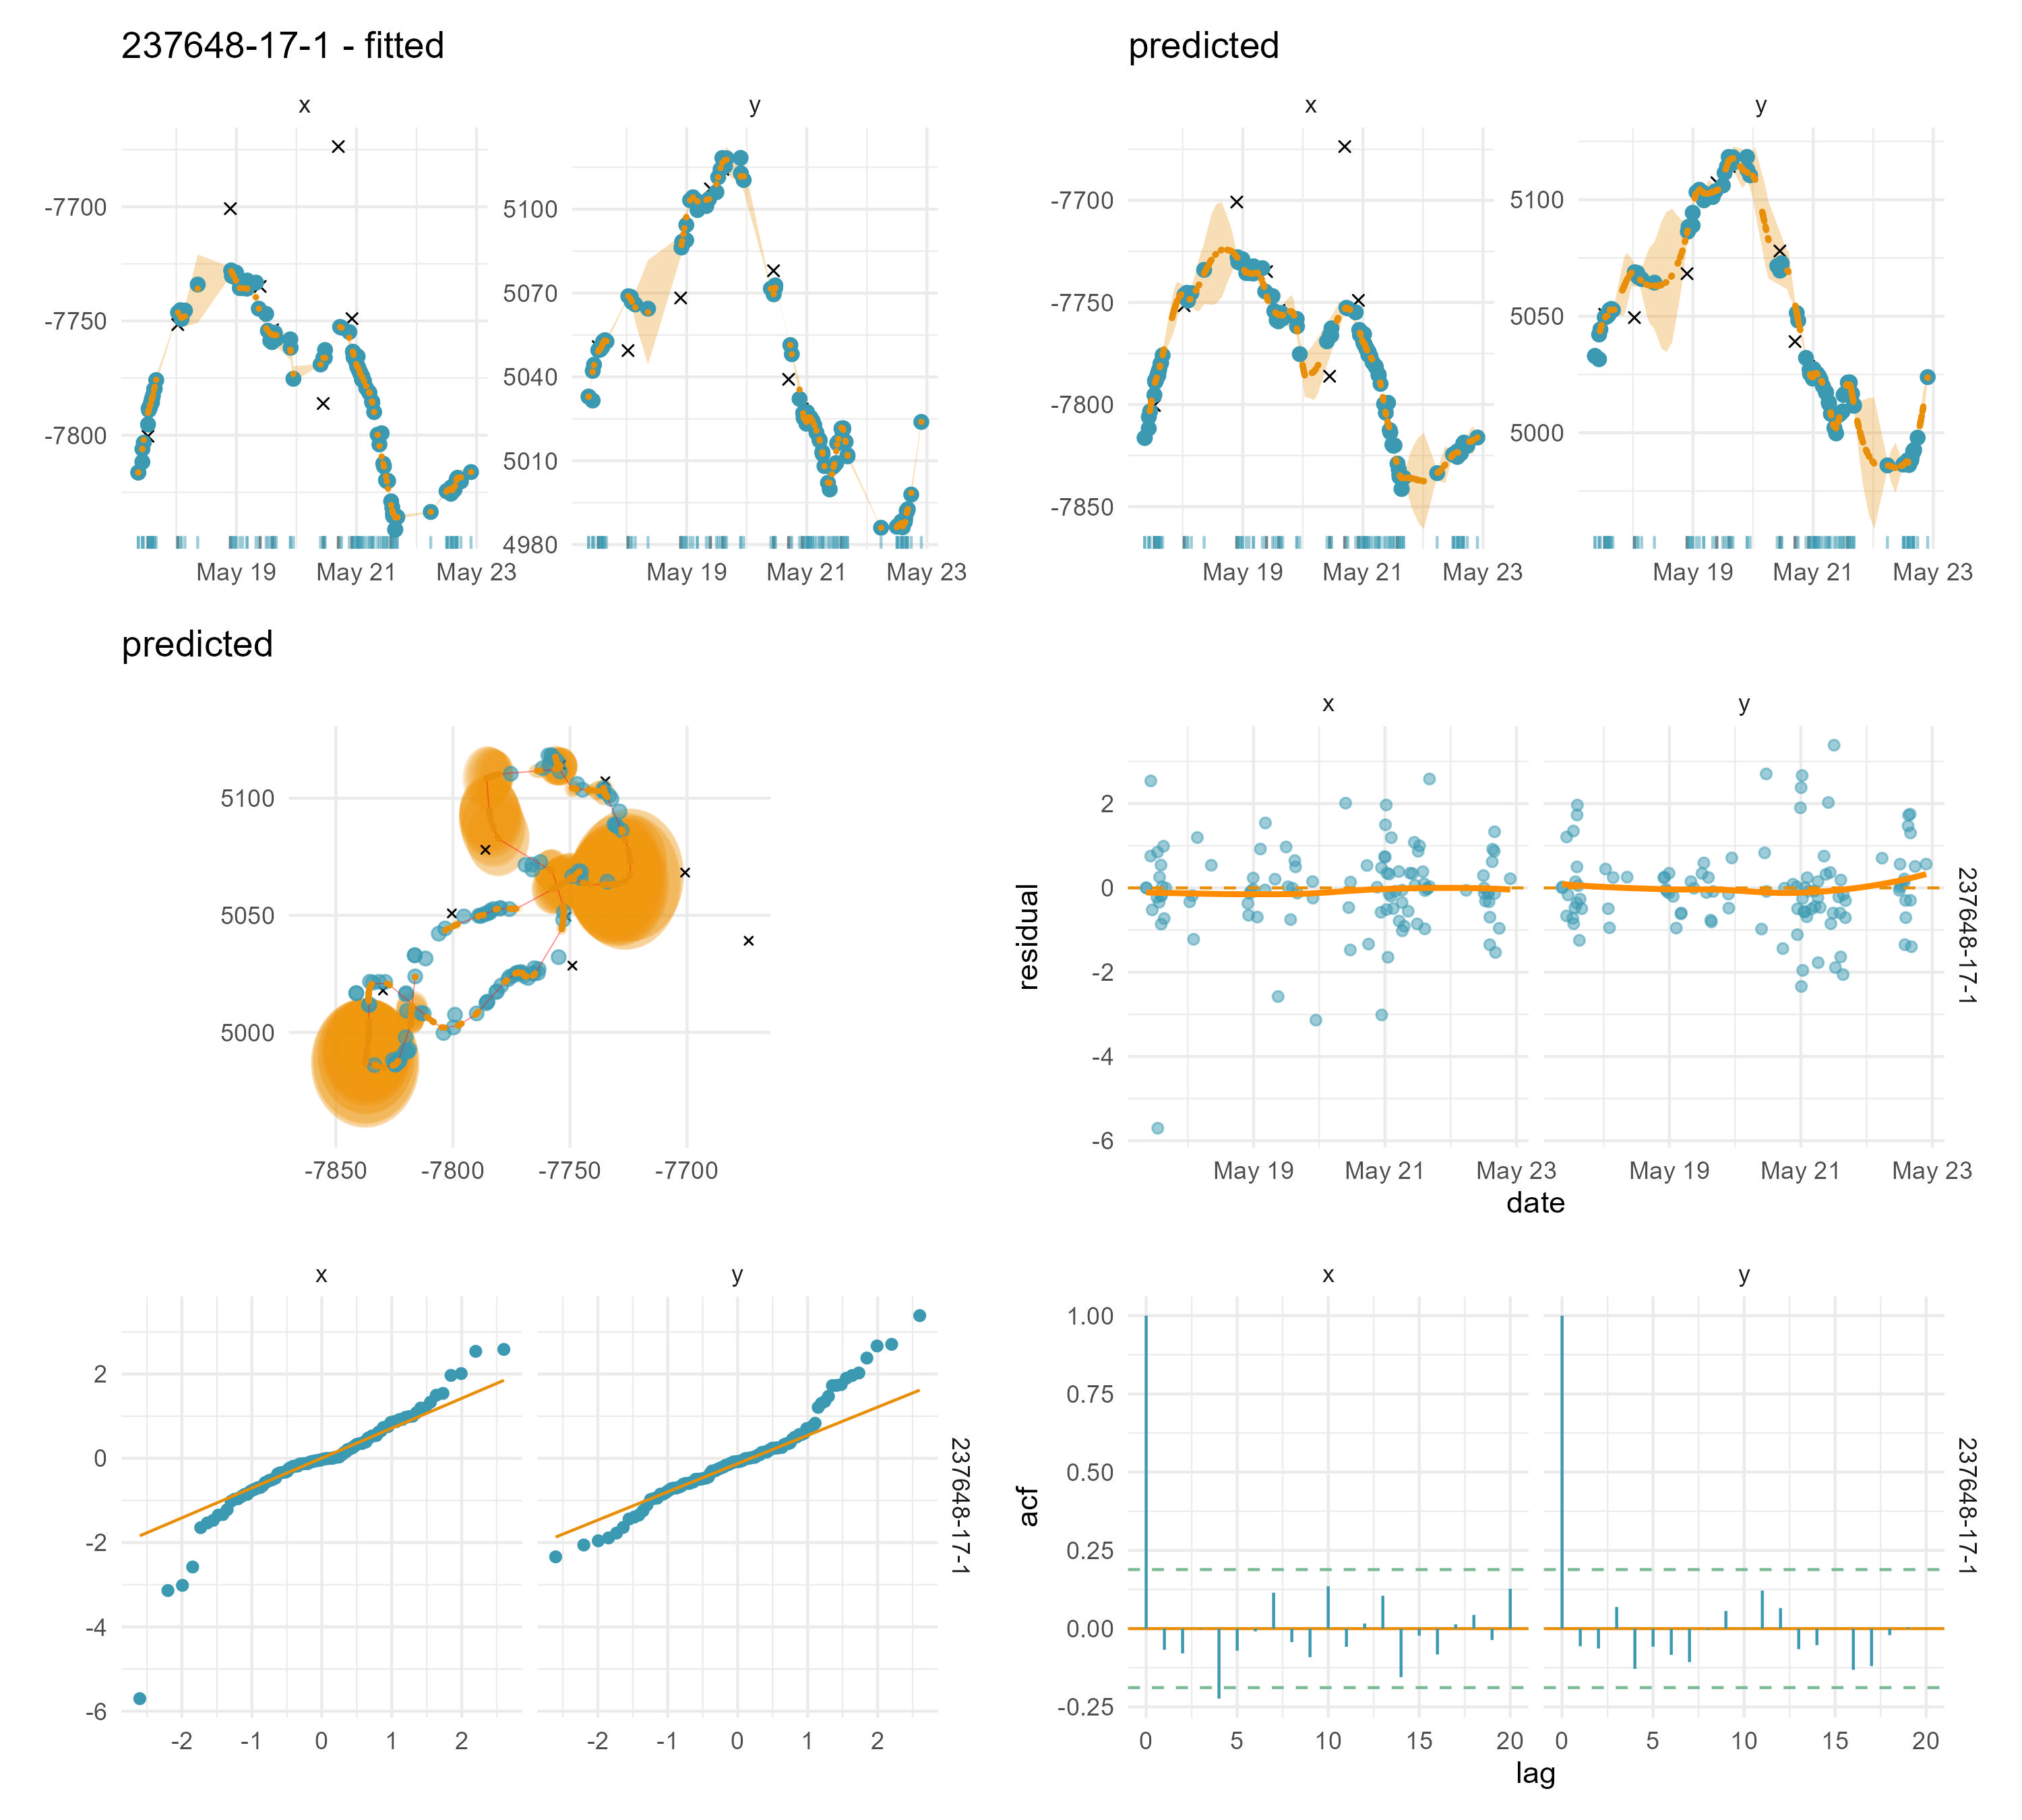 237648-17-1 - fitted
predicted
x
y
x
y
-7700
-7750
-7800
5100
5070
5040
5010
4980
-7700
-7750
-7800
-7850
5100
5050
5000
May 19
May 21
May 23
May 19
May 21
May 23
May 19
May 21
May 23
May 19
May 21
May 23
predicted
5100
5050
5000
-7850
-7800
-7750
-7700
x
y
residual
2
0
-2
-4
-6
237648-17-1
May 19
May 21
May 23
May 19
May 21
May 23
date
x
y
2
0
-2
-4
-6
237648-17-1
-2
-1
0
1
2
-2
-1
0
1
2
x
y
acf
1.00
0.75
0.50
0.25
0.00
-0.25
237648-17-1
0
5
10
15
20
0
5
10
15
20
lag